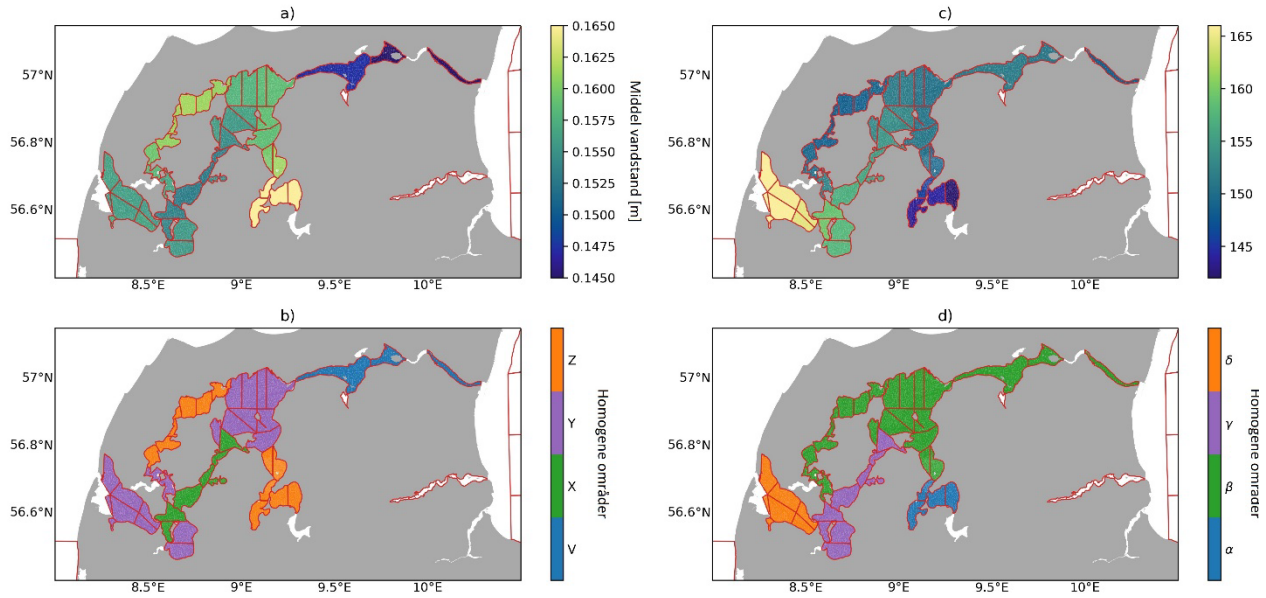 a)
57°N
56.8°N
56.6°N
8.5°E
9°E
9.5°E
10°E
0.1650
0.1625
0.1600
0.1575
0.1550
0.1525
0.1500
0.1475
0.1450
Middel vandstand [m]
c)
57°N
56.8°N
56.6°N
8.5°E
9°E
9.5°E
10°E
165
160
155
150
145
b)
57°N
56.8°N
56.6°N
8.5°E
9°E
9.5°E
10°E
Z
Y
X
V
Homogene områder
d)
57°N
56.8°N
56.6°N
8.5°E
9°E
9.5°E
10°E
δ
γ
β
α
Homogene områder